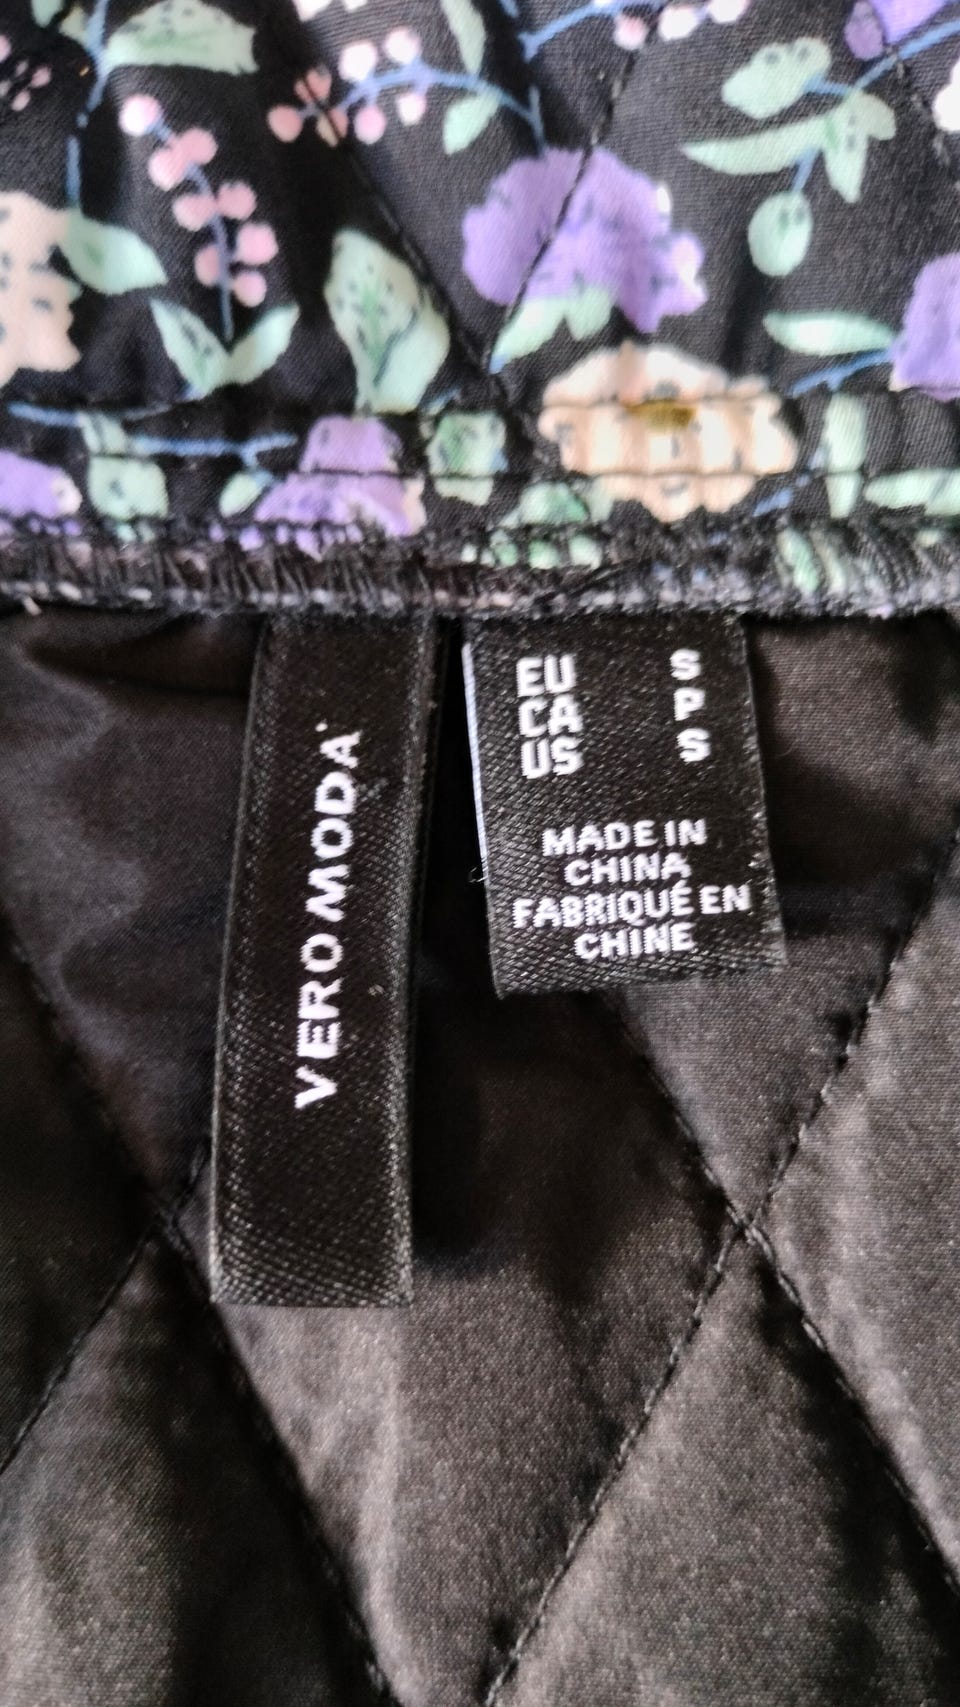 VERO MODA
EU S
CA P
US S
MADE IN
CHINA
FABRIQUÉ EN
CHINE